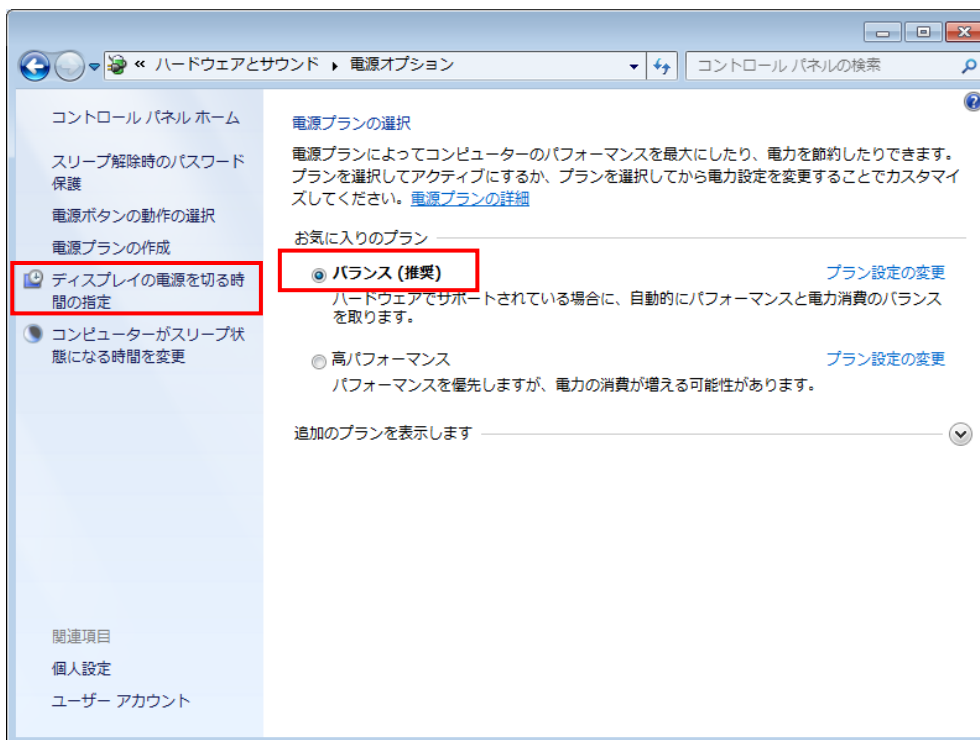 « ハードウェアとサウンド ▸ 電源オプション
コントロール パネルの検索
コントロール パネル ホーム
スリープ解除時のパスワード
保護
電源ボタンの動作の選択
電源プランの作成
ディスプレイの電源を切る時
間の指定
コンピューターがスリープ状
態になる時間を変更
関連項目
個人設定
ユーザー アカウント
電源プランの選択
電源プランによってコンピューターのパフォーマンスを最大にしたり、電力を節約したりできます。
プランを選択してアクティブにするか、プランを選択してから電力設定を変更することでカスタマイ
ズしてください。電源プランの詳細
お気に入りのプラン
バランス (推奨) プラン設定の変更
ハードウェアでサポートされている場合に、自動的にパフォーマンスと電力消費のバランス
を取ります。
高パフォーマンス プラン設定の変更
パフォーマンスを優先しますが、電力の消費が増える可能性があります。
追加のプランを表示します